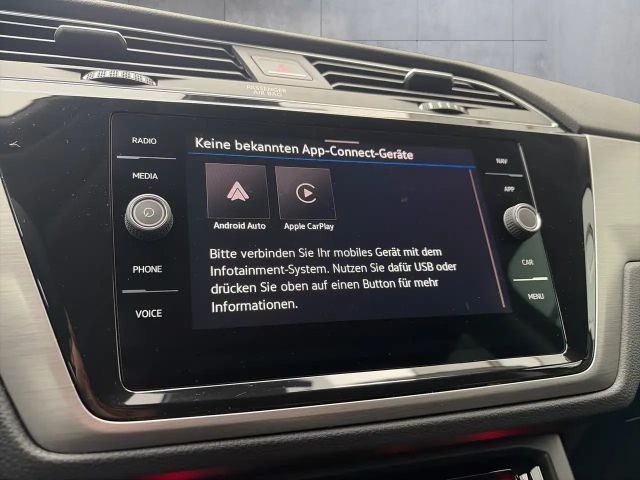 PASSENGER
AIR BAG
RADIO
MEDIA
PHONE
VOICE
Keine bekannten App-Connect-Geräte
Android Auto
Apple CarPlay
Bitte verbinden Sie Ihr mobiles Gerät mit dem
Infotainment-System. Nutzen Sie dafür USB oder
drücken Sie oben auf einen Button für mehr
Informationen.
NAV
APP
CAR
MENU